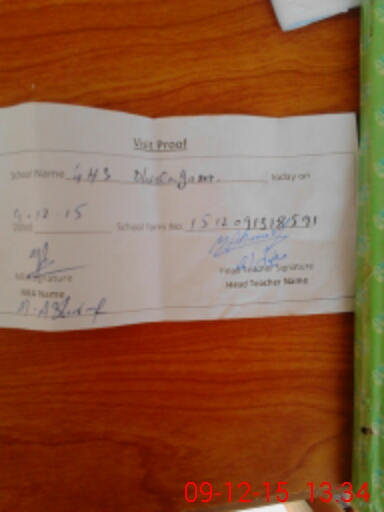 Visit Proof
School Name GHS today on
9.12.15
Dated School form No. 15120913181591
MEA Signature Head Teacher Signature
MEA Name Head Teacher Name
09-12-15 13:34